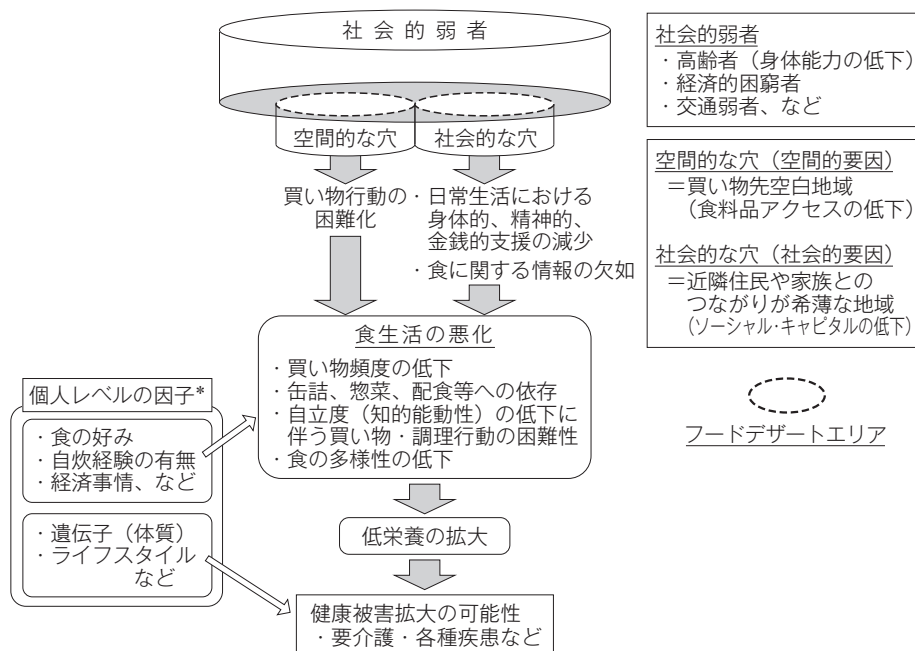 社会的弱者
空間的な穴
社会的な穴
買い物行動の
困難化
・日常生活における
身体的、精神的、
金銭的支援の減少
・食に関する情報の欠如
食生活の悪化
・買い物頻度の低下
・缶詰、惣菜、配食等への依存
・自立度（知的能動性）の低下に
伴う買い物・調理行動の困難性
・食の多様性の低下
個人レベルの因子*
・食の好み
・自炊経験の有無
・経済事情、など
・遺伝子（体質）
・ライフスタイル
など
低栄養の拡大
健康被害拡大の可能性
・要介護・各種疾患など
社会的弱者
・高齢者（身体能力の低下）
・経済的困窮者
・交通弱者、など
空間的な穴（空間的要因）
＝買い物先空白地域
（食料品アクセスの低下）
社会的な穴（社会的要因）
＝近隣住民や家族との
つながりが希薄な地域
（ソーシャル・キャピタルの低下）
フードデザートエリア